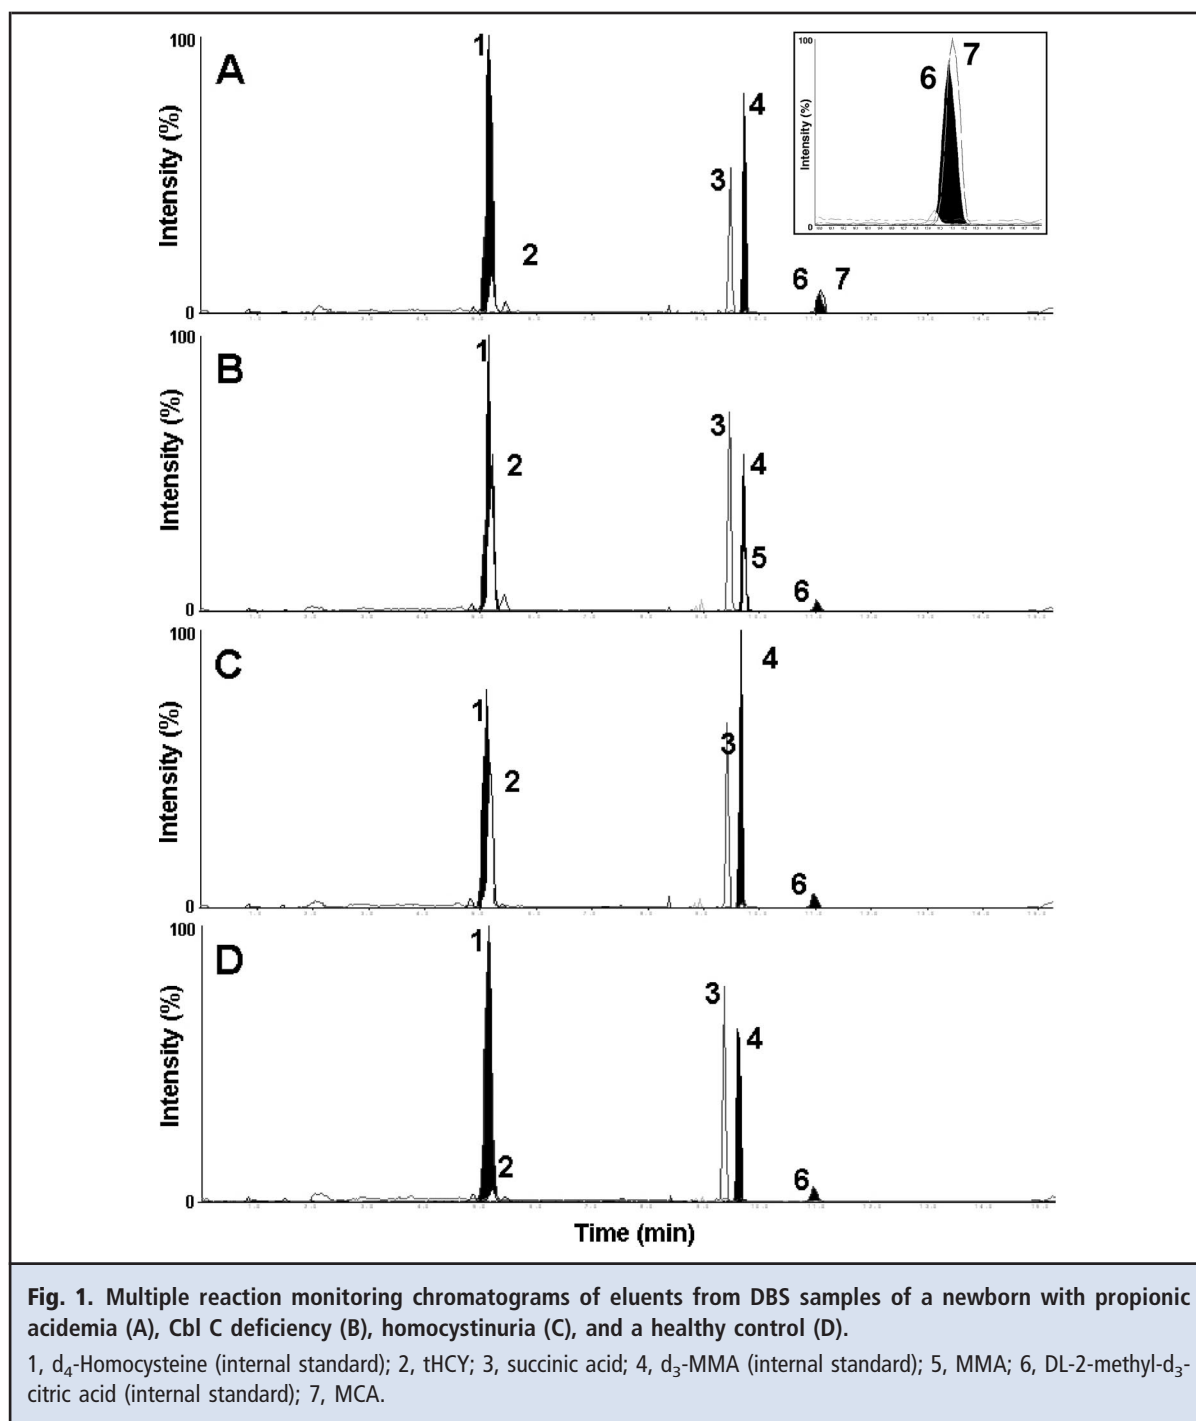 A
100
Intensity (%)
0
1
2
3
4
6
7
100
Intensity (%)
0
6
7
B
100
Intensity (%)
0
1
2
3
4
5
6
C
100
Intensity (%)
0
1
2
3
4
6
D
100
Intensity (%)
0
1
2
3
4
6
Time (min)
Fig. 1. Multiple reaction monitoring chromatograms of eluents from DBS samples of a newborn with propionic
acidemia (A), Cbl C deficiency (B), homocystinuria (C), and a healthy control (D).
1, d₄-Homocysteine (internal standard); 2, tHCY; 3, succinic acid; 4, d₃-MMA (internal standard); 5, MMA; 6, DL-2-methyl-d₃-
citric acid (internal standard); 7, MCA.